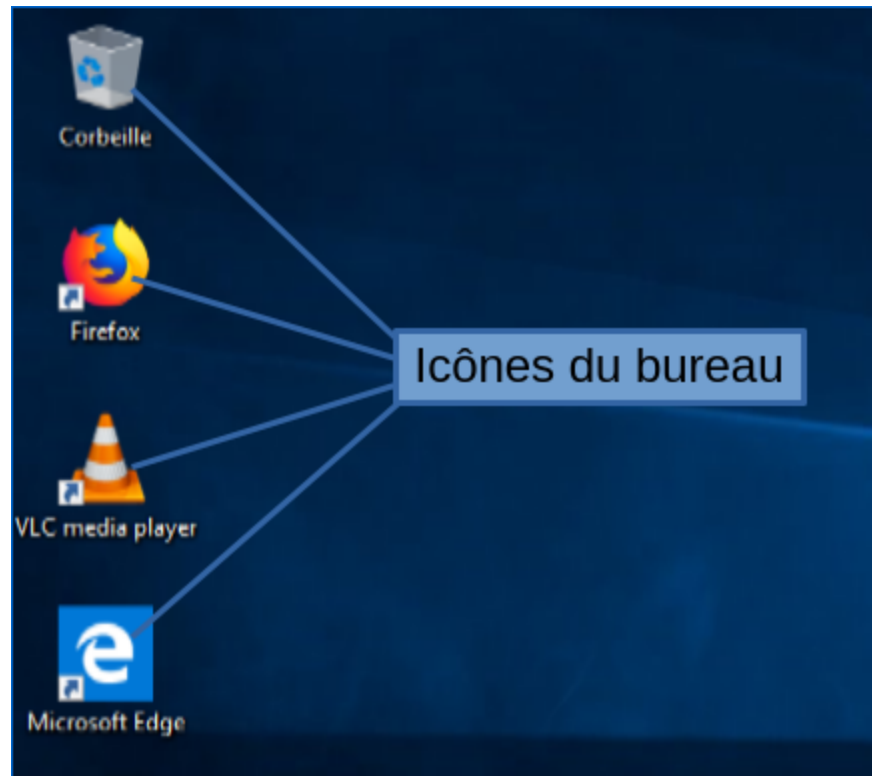 Corbeille
Firefox
Icônes du bureau
VLC media player
Microsoft Edge